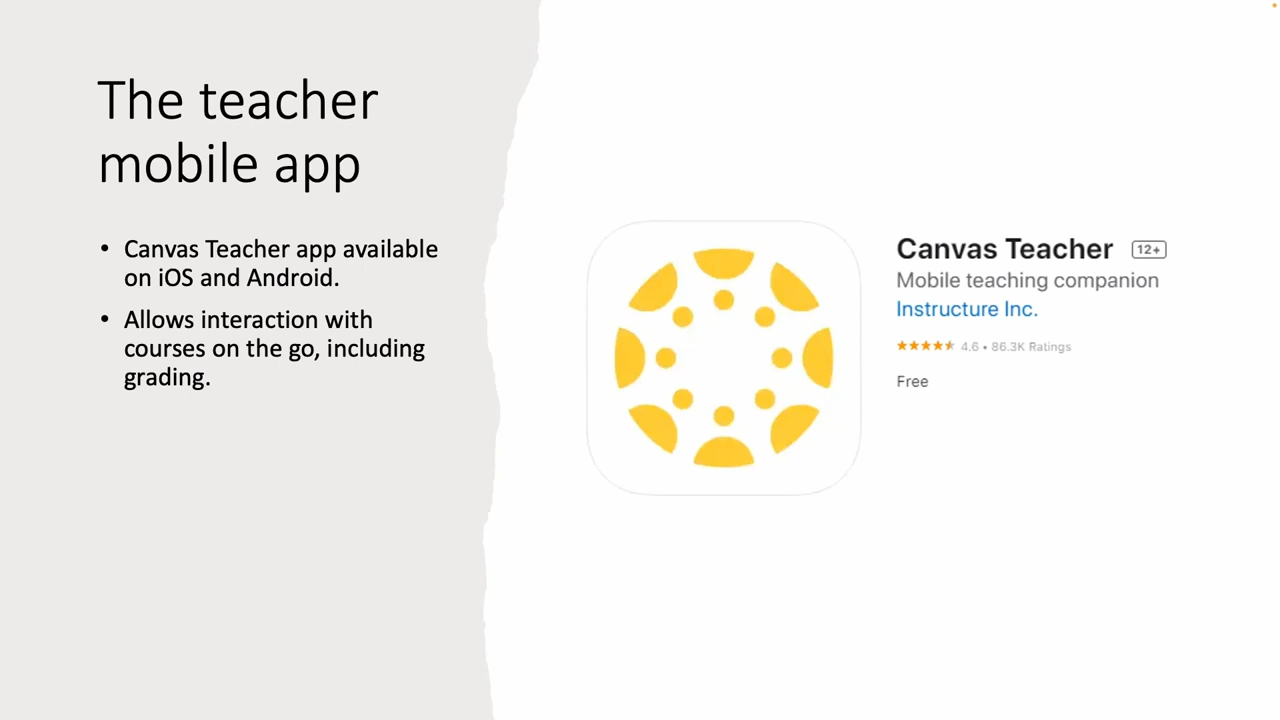 The teacher
mobile app
• Canvas Teacher app available
on iOS and Android.
• Allows interaction with
courses on the go, including
grading.
Canvas Teacher 12+
Mobile teaching companion
Instructure Inc.
4.6 • 86.3K Ratings
Free